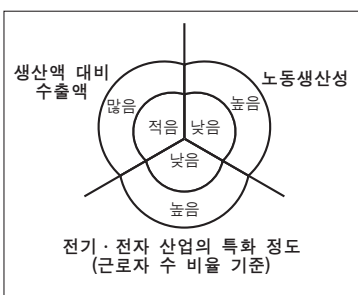 생산액 대비
수출액
노동생산성
많음
높음
적음
낮음
낮음
높음
전기·전자 산업의 특화 정도
(근로자 수 비율 기준)